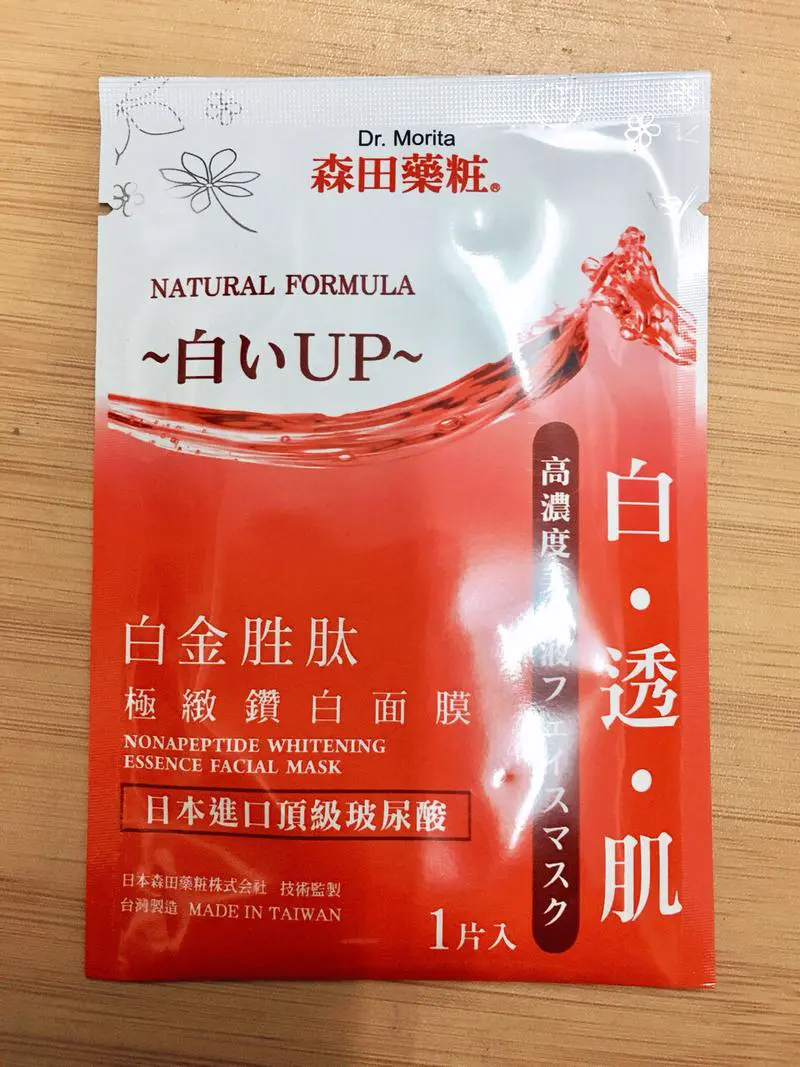 Dr. Morita
森田藥粧®
NATURAL FORMULA
~白いUP~
白・透・肌
高濃度 液フェイスマスク
白金胜肽
極緻鑽白面膜
NONAPEPTIDE WHITENING
ESSENCE FACIAL MASK
日本進口頂級玻尿酸
日本森田藥粧株式会社 技術監製
台灣製造 MADE IN TAIWAN
1片入